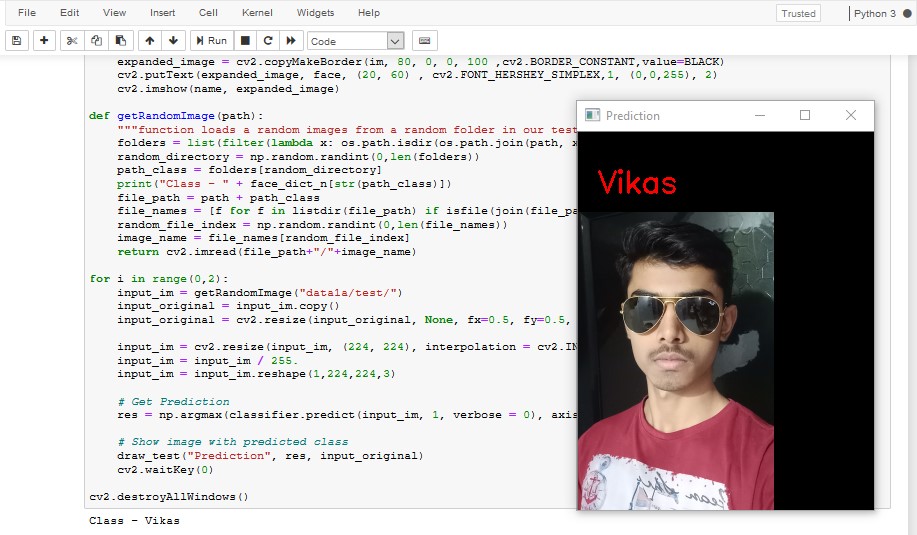 File Edit View Insert Cell Kernel Widgets Help Trusted Python 3
Run Code
expanded_image = cv2.copyMakeBorder(im, 80, 0, 0, 100 ,cv2.BORDER_CONSTANT,value=BLACK)
cv2.putText(expanded_image, face, (20, 60) , cv2.FONT_HERSHEY_SIMPLEX,1, (0,0,255), 2)
cv2.imshow(name, expanded_image)
def getRandomImage(path):
"""function loads a random images from a random folder in our test
folders = list(filter(lambda x: os.path.isdir(os.path.join(path, x
random_directory = np.random.randint(0,len(folders))
path_class = folders[random_directory]
print("Class - " + face_dict_n[str(path_class)])
file_path = path + path_class
file_names = [f for f in listdir(file_path) if isfile(join(file_pa
random_file_index = np.random.randint(0,len(file_names))
image_name = file_names[random_file_index]
return cv2.imread(file_path+"/"+image_name)
for i in range(0,2):
input_im = getRandomImage("data1a/test/")
input_original = input_im.copy()
input_original = cv2.resize(input_original, None, fx=0.5, fy=0.5,
input_im = cv2.resize(input_im, (224, 224), interpolation = cv2.IN
input_im = input_im / 255.
input_im = input_im.reshape(1,224,224,3)
# Get Prediction
res = np.argmax(classifier.predict(input_im, 1, verbose = 0), axis
# Show image with predicted class
draw_test("Prediction", res, input_original)
cv2.waitKey(0)
cv2.destroyAllWindows()
Class - Vikas
Prediction
Vikas